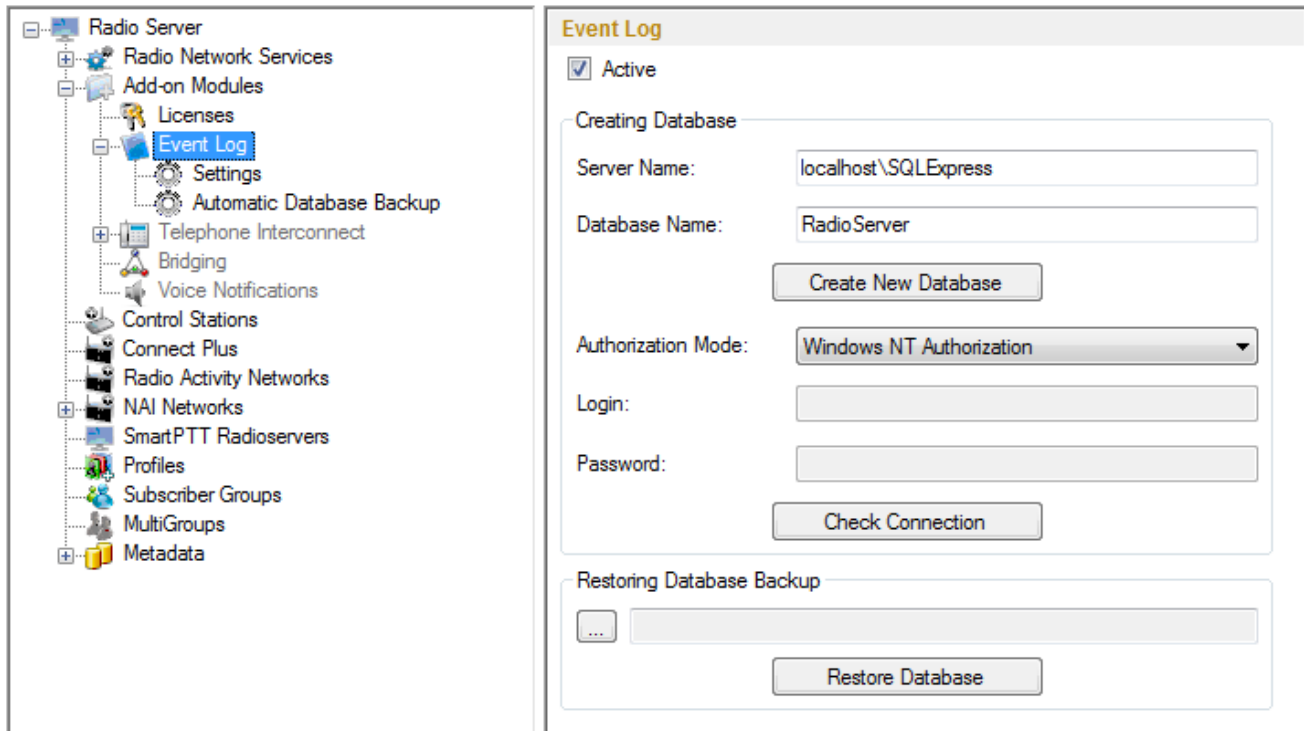 Radio Server
Radio Network Services
Add-on Modules
Licenses
Event Log
Settings
Automatic Database Backup
Telephone Interconnect
Bridging
Voice Notifications
Control Stations
Connect Plus
Radio Activity Networks
NAI Networks
SmartPTT Radioservers
Profiles
Subscriber Groups
MultiGroups
Metadata
Event Log
Active
Creating Database
Server Name: localhost\SQLExpress
Database Name: RadioServer
Create New Database
Authorization Mode: Windows NT Authorization
Login:
Password:
Check Connection
Restoring Database Backup
...
Restore Database